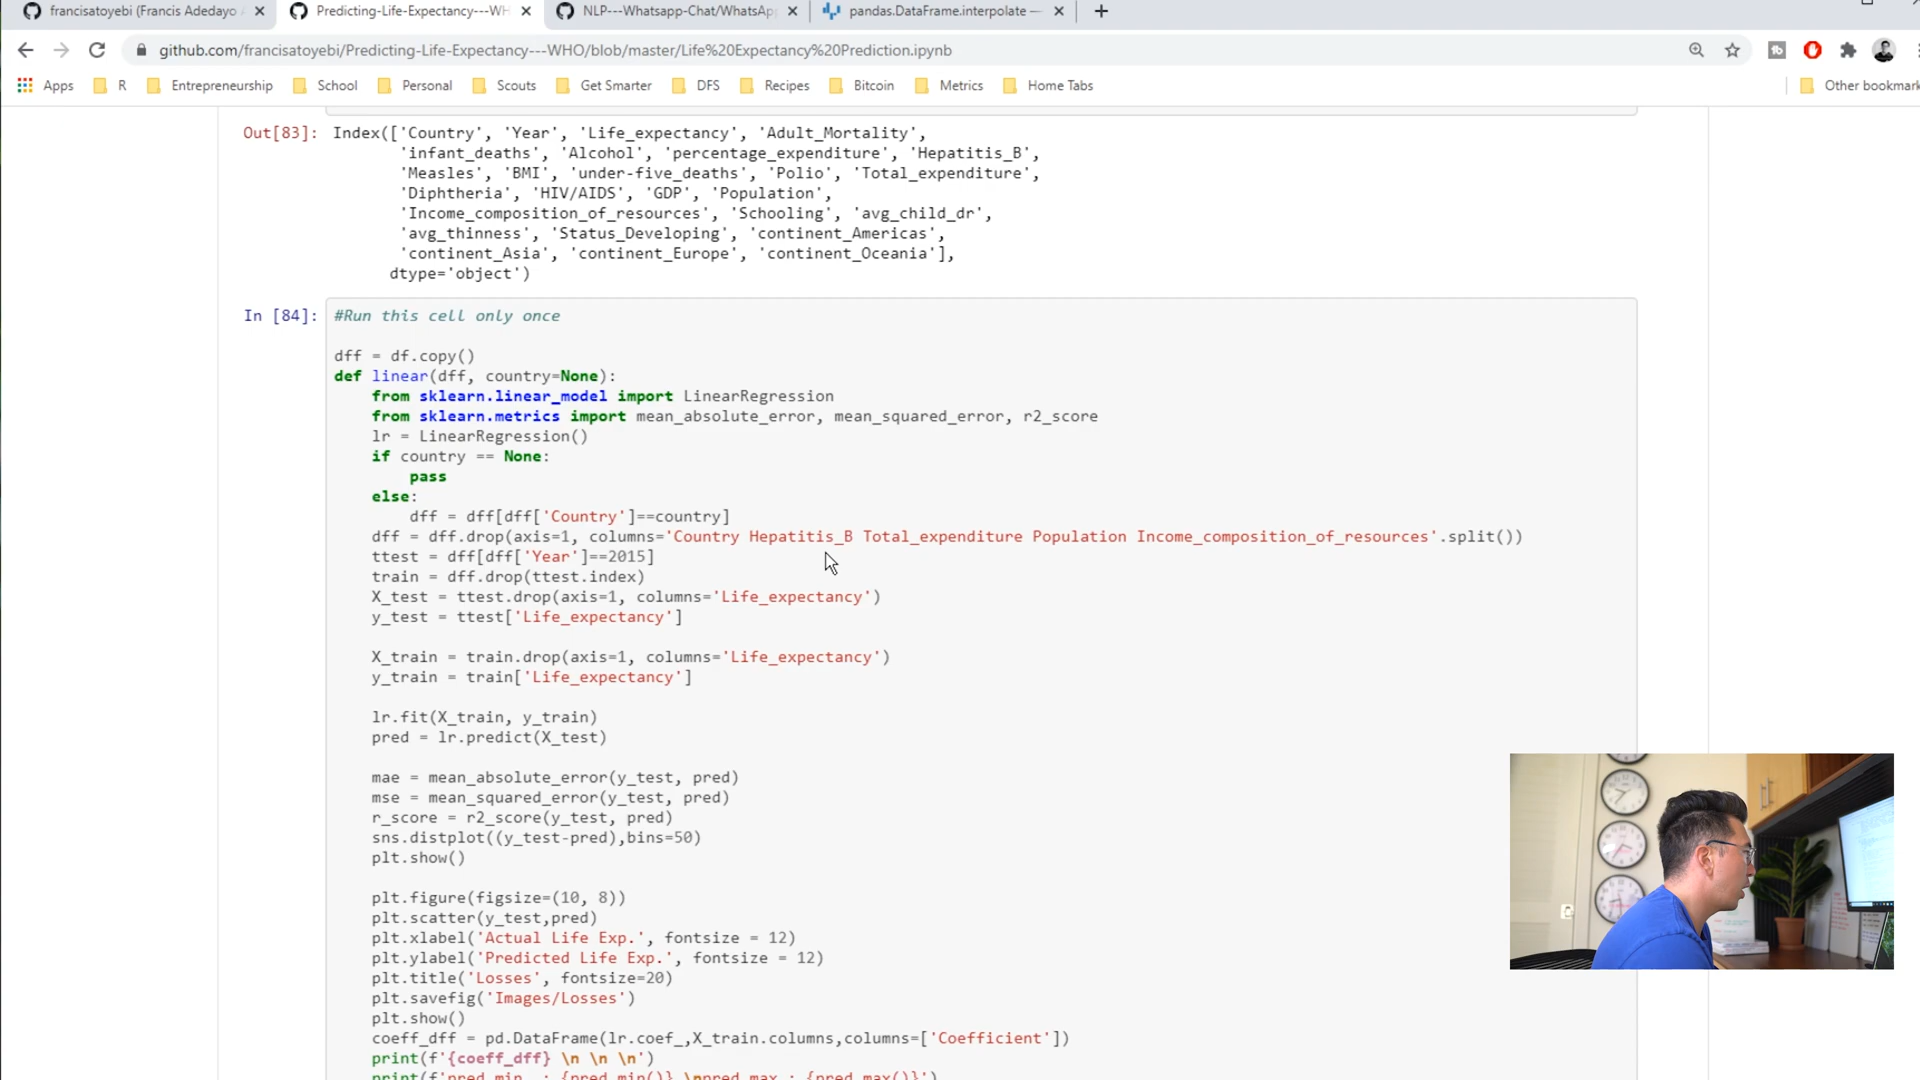 francisatoyebi (Francis Adedayo
Predicting-Life-Expectancy---WH
NLP---Whatsapp-Chat/WhatsAp
pandas.DataFrame.interpolate —
github.com/francisatoyebi/Predicting-Life-Expectancy---WHO/blob/master/Life%20Expectancy%20Prediction.ipynb
Apps R Entrepreneurship School Personal Scouts Get Smarter DFS Recipes Bitcoin Metrics Home Tabs Other bookmark
Out[83]: Index(['Country', 'Year', 'Life_expectancy', 'Adult_Mortality',
'infant_deaths', 'Alcohol', 'percentage_expenditure', 'Hepatitis_B',
'Measles', 'BMI', 'under-five_deaths', 'Polio', 'Total_expenditure',
'Diphtheria', 'HIV/AIDS', 'GDP', 'Population',
'Income_composition_of_resources', 'Schooling', 'avg_child_dr',
'avg_thinness', 'Status_Developing', 'continent_Americas',
'continent_Asia', 'continent_Europe', 'continent_Oceania'],
dtype='object')
In [84]: #Run this cell only once
dff = df.copy()
def linear(dff, country=None):
from sklearn.linear_model import LinearRegression
from sklearn.metrics import mean_absolute_error, mean_squared_error, r2_score
lr = LinearRegression()
if country == None:
pass
else:
dff = dff[dff['Country']==country]
dff = dff.drop(axis=1, columns='Country Hepatitis_B Total_expenditure Population Income_composition_of_resources'.split())
ttest = dff[dff['Year']==2015]
train = dff.drop(ttest.index)
X_test = ttest.drop(axis=1, columns='Life_expectancy')
y_test = ttest['Life_expectancy']
X_train = train.drop(axis=1, columns='Life_expectancy')
y_train = train['Life_expectancy']
lr.fit(X_train, y_train)
pred = lr.predict(X_test)
mae = mean_absolute_error(y_test, pred)
mse = mean_squared_error(y_test, pred)
r_score = r2_score(y_test, pred)
sns.distplot((y_test-pred),bins=50)
plt.show()
plt.figure(figsize=(10, 8))
plt.scatter(y_test,pred)
plt.xlabel('Actual Life Exp.', fontsize = 12)
plt.ylabel('Predicted Life Exp.', fontsize = 12)
plt.title('Losses', fontsize=20)
plt.savefig('Images/Losses')
plt.show()
coeff_dff = pd.DataFrame(lr.coef_,X_train.columns,columns=['Coefficient'])
print(f'{coeff_dff} \n \n \n')
print(f'pred min : {pred.min()} \npred max : {pred.max()}')